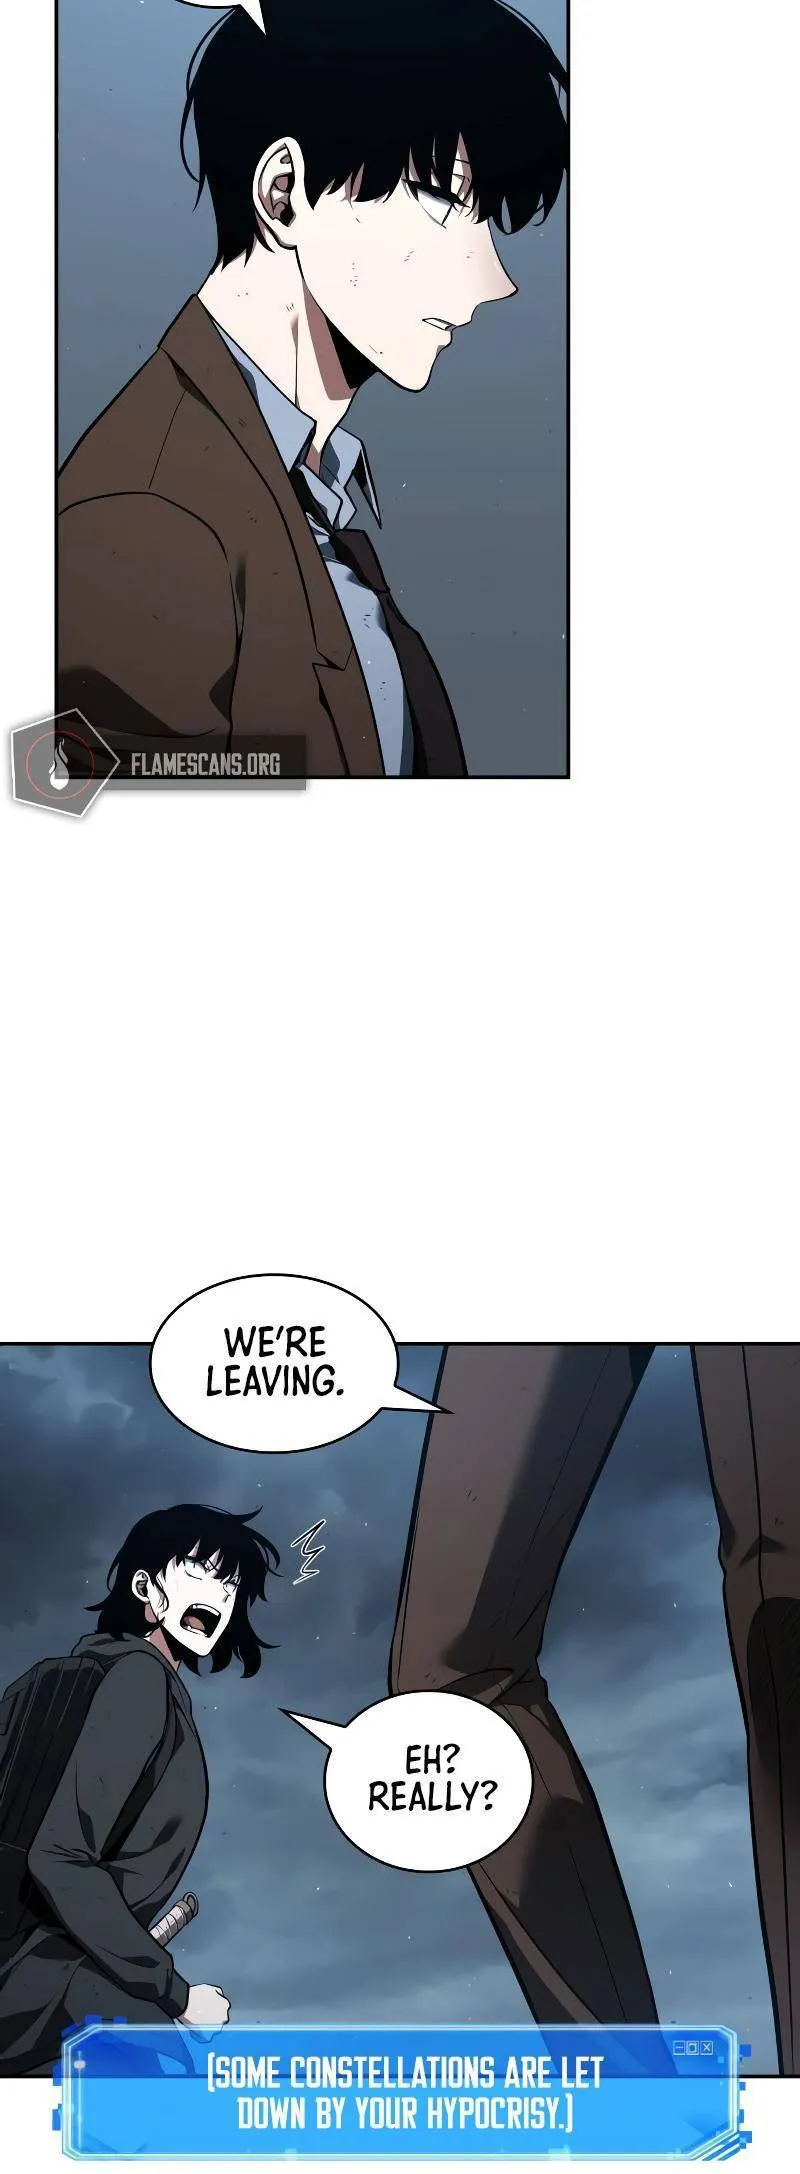 FLAMESCANS.ORG
WE'RE
LEAVING.
EH?
REALLY?
[SOME CONSTELLATIONS ARE LET
DOWN BY YOUR HYPOCRISY.]